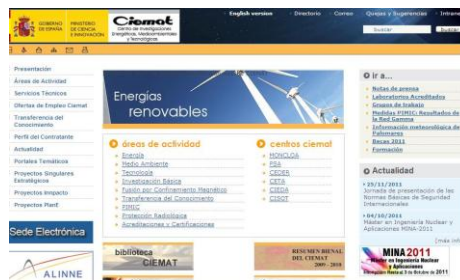 English version
Directorio
Correo
Quejas y Sugerencias
Intranet
GOBIERNO
DE ESPAÑA
MINISTERIO
DE CIENCIA
E INNOVACIÓN
Ciemat
Centro de Investigaciones
Energéticas, Medioambientales
y Tecnológicas
buscar
buscar
Presentación
Áreas de Actividad
Servicios Técnicos
Ofertas de Empleo Ciemat
Transferencia del
Conocimiento
Perfil del Contratante
Actualidad
Portales Temáticos
Proyectos Singulares
Estratégicos
Proyectos Impacto
Proyectos PlanE
Sede Electrónica
ALINNE
Energías
renovables
áreas de actividad
Energía
Medio Ambiente
Tecnología
Investigación Básica
Fusión por Confinamiento Magnético
Transferencia del Conocimiento
PIMIC
Protección Radiológica
Acreditaciones y Certificaciones
centros ciemat
MONCLOA
PSA
CEDER
CETA
CIEDA
CISOT
biblioteca
CIEMAT
RESUMEN BIENAL
DEL CIEMAT
2009 - 2010
ir a...
Notas de prensa
Laboratorios Acreditados
Grupos de trabajo
Medidas PIMIC: Resultados de
la Red Gamma
Información meteorológica de
Palomares
Becas 2011
Formación
Actualidad
25/11/2011
Jornada de presentación de las
Normas Básicas de Seguridad
Internacionales
04/10/2011
Máster en Ingeniería Nuclear y
Aplicaciones MINA-2011
MINA2011
Máster en Ingeniería Nuclear
y Aplicaciones